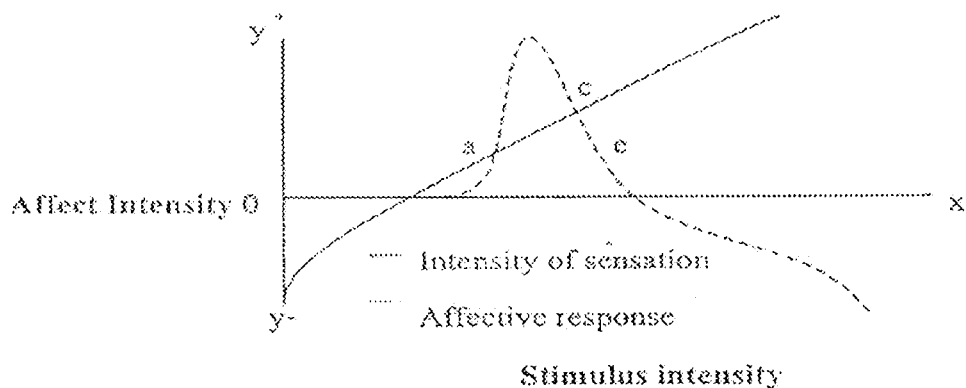 y+
a
c
e
Affect Intensity 0
x
Intensity of sensation
y-
Affective response
Stimulus intensity